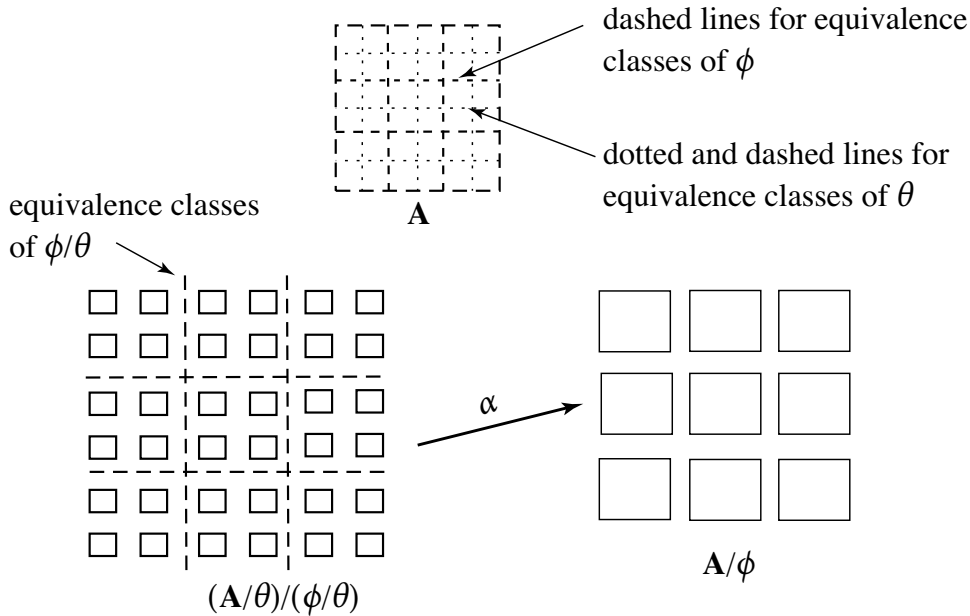 dashed lines for equivalence
classes of ϕ
dotted and dashed lines for
equivalence classes of θ
A
equivalence classes
of ϕ/θ
α
(A/θ)/(ϕ/θ)
A/ϕ